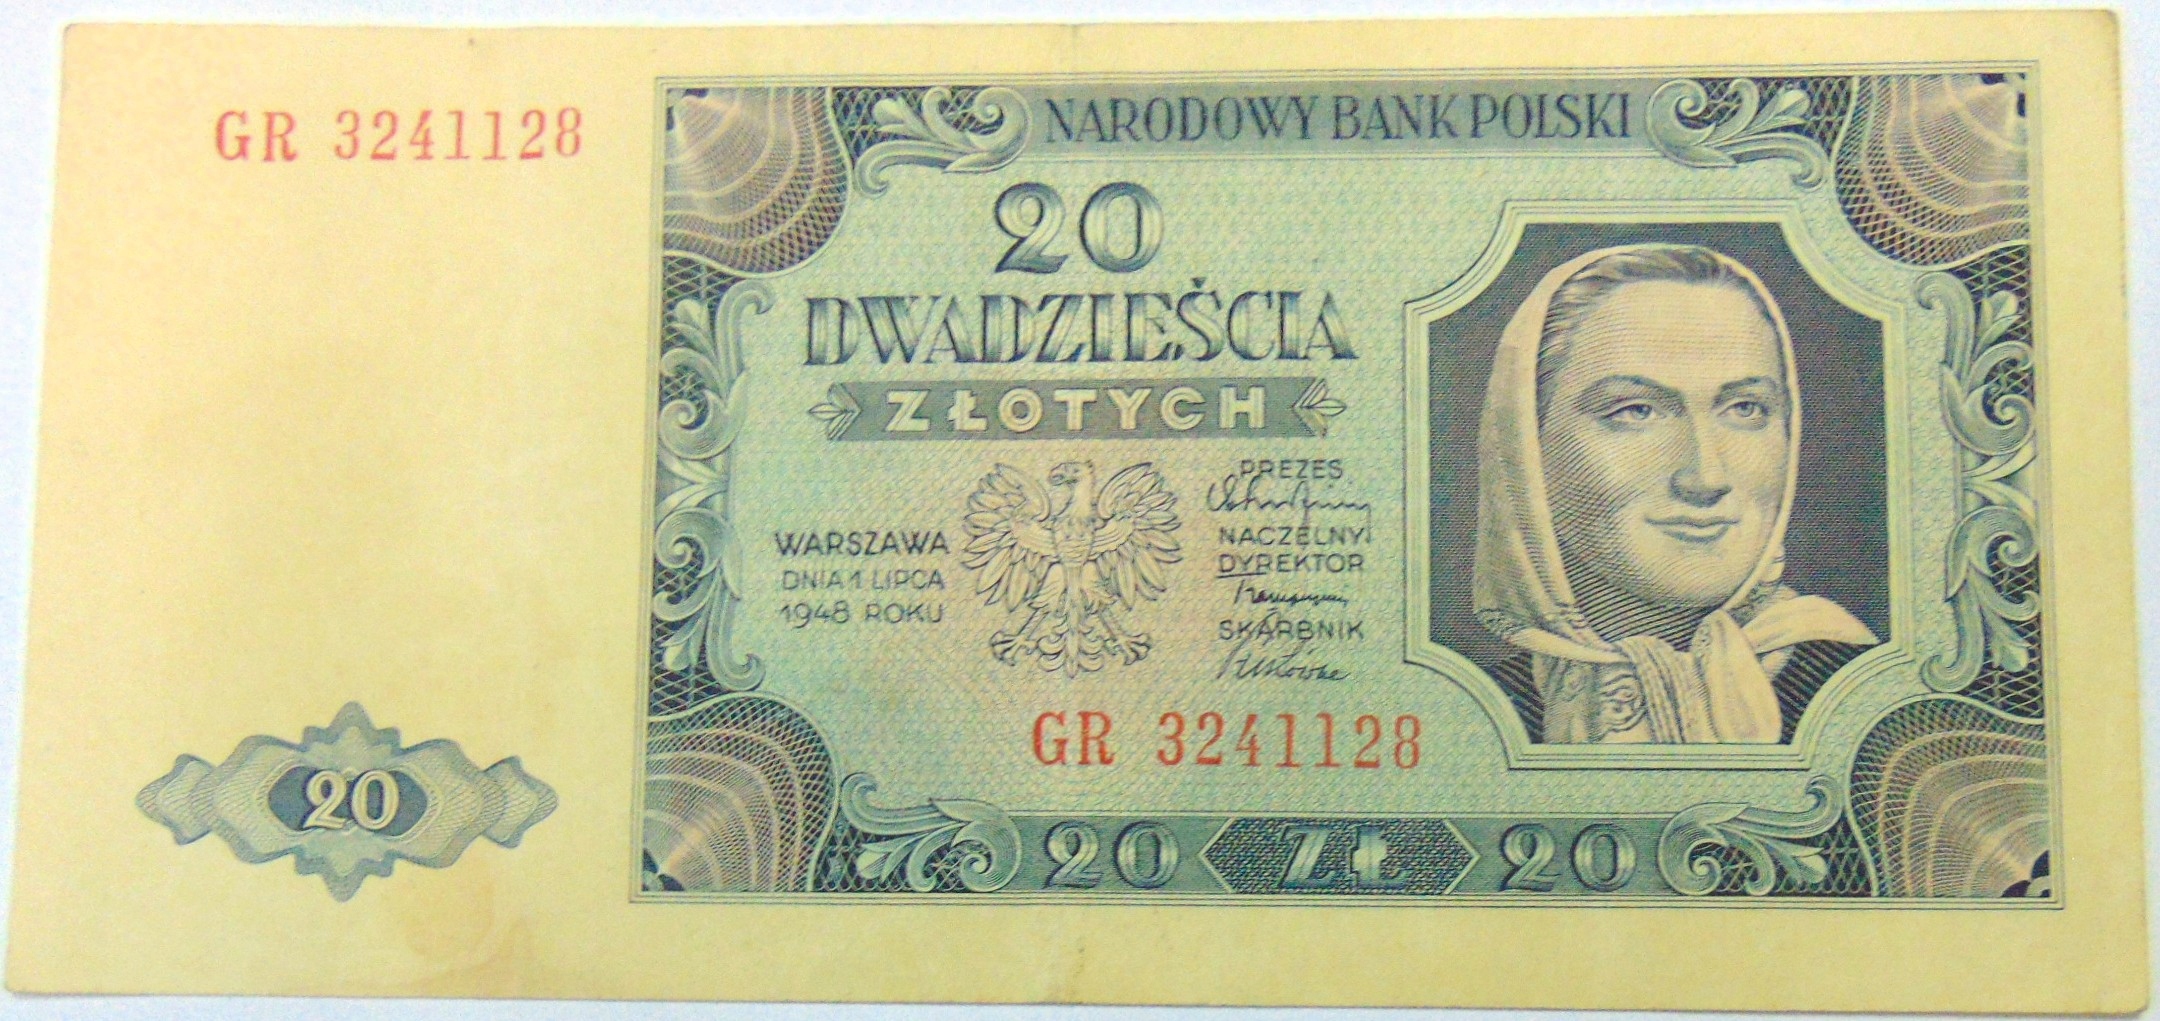 GR 3241128
NARODOWY BANK POLSKI
20
DWADZIEŚCIA
ZŁOTYCH
WARSZAWA
DNIA 1 LIPCA
1948 ROKU
PREZES
NACZELNY
DYREKTOR
SKARBNIK
GR 3241128
20
20 ZŁ 20